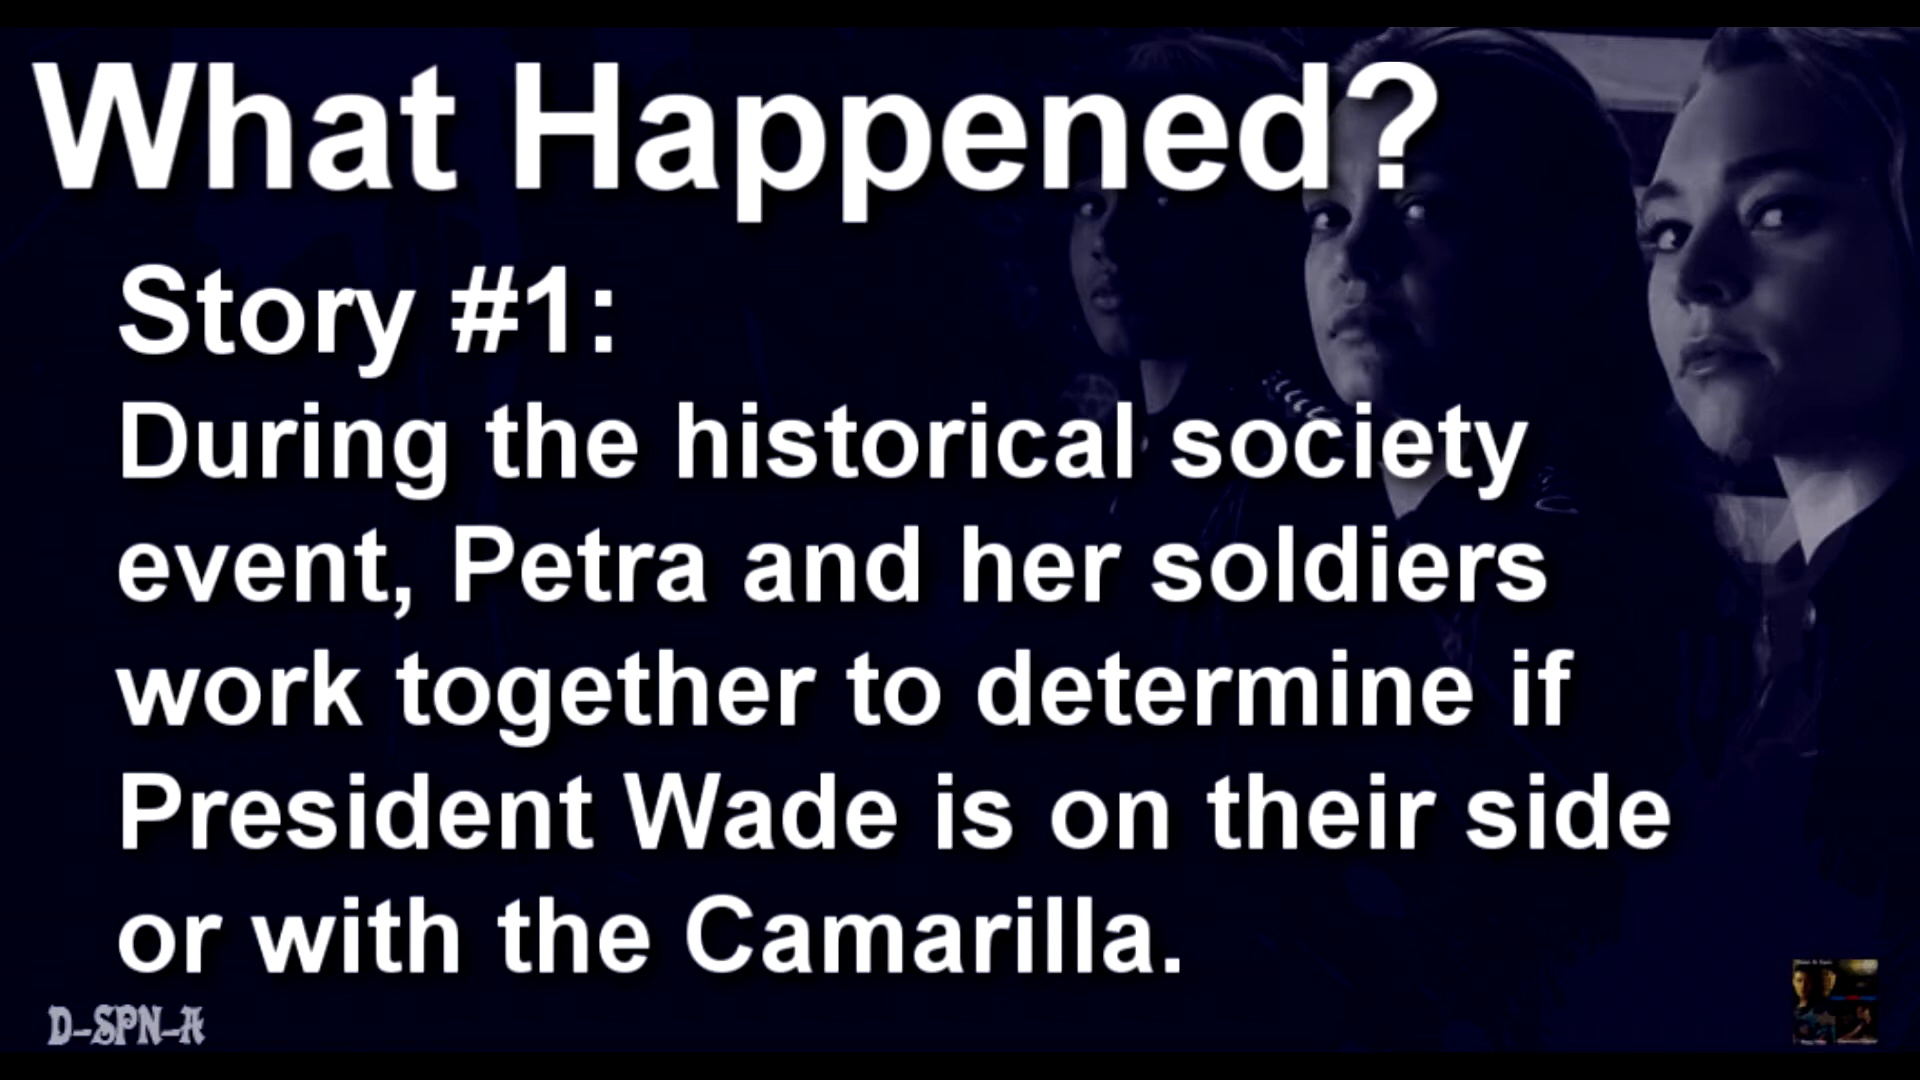 What Happened?
Story #1:
During the historical society
event, Petra and her soldiers
work together to determine if
President Wade is on their side
or with the Camarilla.
D-SPN-A